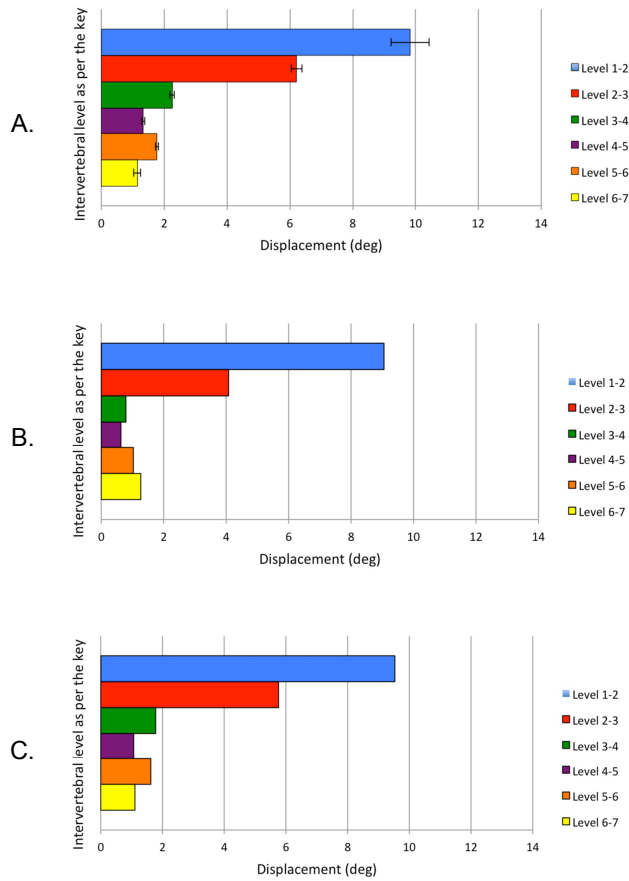 A.
Intervertebral level as per the key
Level 1-2
Level 2-3
Level 3-4
Level 4-5
Level 5-6
Level 6-7
0 2 4 6 8 10 12 14
Displacement (deg)
B.
Intervertebral level as per the key
Level 1-2
Level 2-3
Level 3-4
Level 4-5
Level 5-6
Level 6-7
0 2 4 6 8 10 12 14
Displacement (deg)
C.
Intervertebral level as per the key
Level 1-2
Level 2-3
Level 3-4
Level 4-5
Level 5-6
Level 6-7
0 2 4 6 8 10 12 14
Displacement (deg)